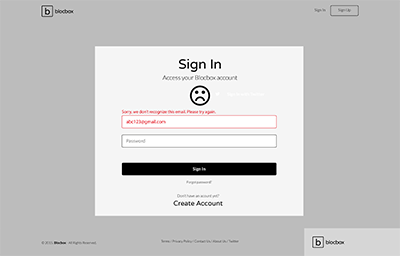 blocbox
Sign In
Sign Up
Sign In
Access your Blocbox account
Sorry, we don't recognize this email. Please try again.
abc123@gmail.com
Password
Sign In
Forgot password?
Don't have an account yet?
Create Account
© 2015 Blocbox - All Rights Reserved
Terms / Privacy Policy / Contact Us / About Us / Twitter
blocbox